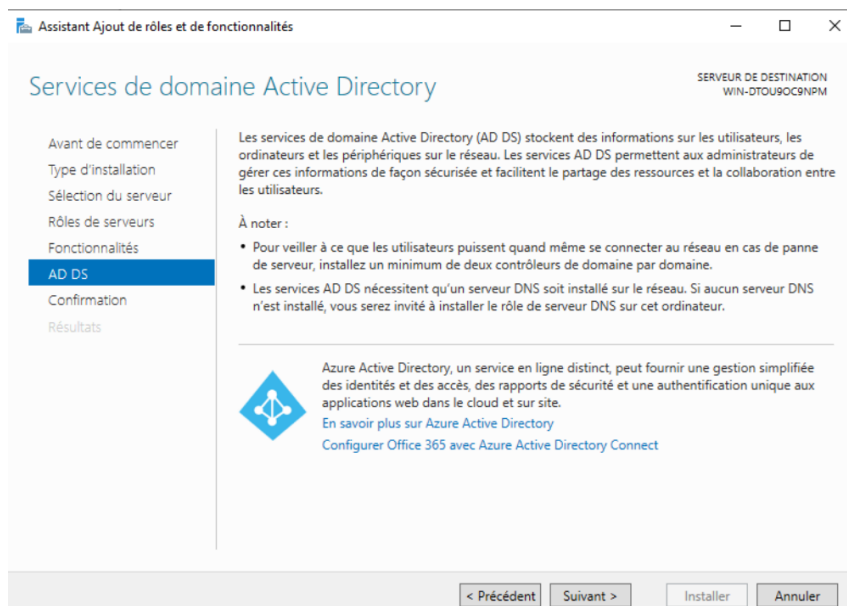 Assistant Ajout de rôles et de fonctionnalités
Services de domaine Active Directory
SERVEUR DE DESTINATION
WIN-DTOU9OC9NPM
Avant de commencer
Type d'installation
Sélection du serveur
Rôles de serveurs
Fonctionnalités
AD DS
Confirmation
Résultats
Les services de domaine Active Directory (AD DS) stockent des informations sur les utilisateurs, les
ordinateurs et les périphériques sur le réseau. Les services AD DS permettent aux administrateurs de
gérer ces informations de façon sécurisée et facilitent le partage des ressources et la collaboration entre
les utilisateurs.
À noter :
• Pour veiller à ce que les utilisateurs puissent quand même se connecter au réseau en cas de panne
de serveur, installez un minimum de deux contrôleurs de domaine par domaine.
• Les services AD DS nécessitent qu'un serveur DNS soit installé sur le réseau. Si aucun serveur DNS
n'est installé, vous serez invité à installer le rôle de serveur DNS sur cet ordinateur.
Azure Active Directory, un service en ligne distinct, peut fournir une gestion simplifiée
des identités et des accès, des rapports de sécurité et une authentification unique aux
applications web dans le cloud et sur site.
En savoir plus sur Azure Active Directory
Configurer Office 365 avec Azure Active Directory Connect
< Précédent
Suivant >
Installer
Annuler